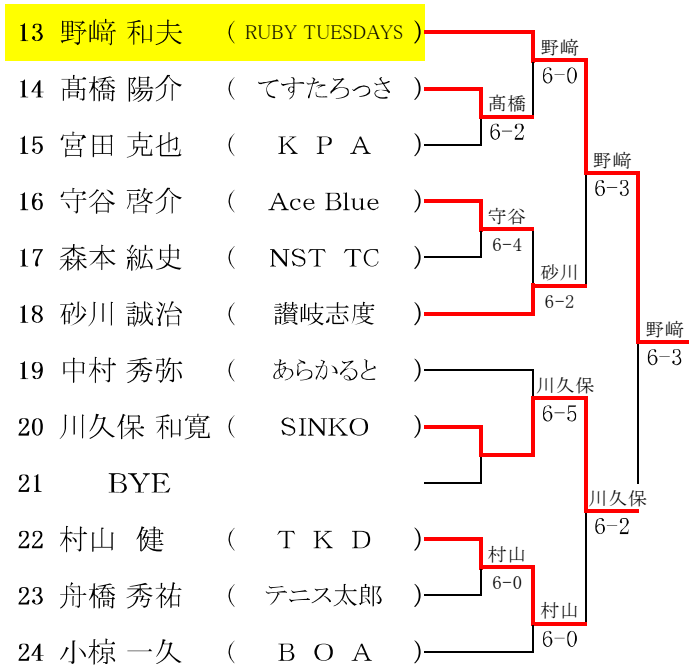 13 野﨑 和夫 ( RUBY TUESDAYS )
野﨑
6-0
14 髙橋 陽介 ( てすたろっさ )
髙橋
6-2
15 宮田 克也 ( K P A )
野﨑
6-3
16 守谷 啓介 ( Ace Blue )
守谷
6-4
17 森本 紘史 ( NST TC )
砂川
6-2
18 砂川 誠治 ( 讃岐志度 )
野﨑
6-3
19 中村 秀弥 ( あらかると )
川久保
6-5
20 川久保 和寛 ( SINKO )
21 BYE
川久保
6-2
22 村山 健 ( T K D )
村山
6-0
23 舟橋 秀祐 ( テニス太郎 )
村山
6-0
24 小椋 一久 ( B O A )